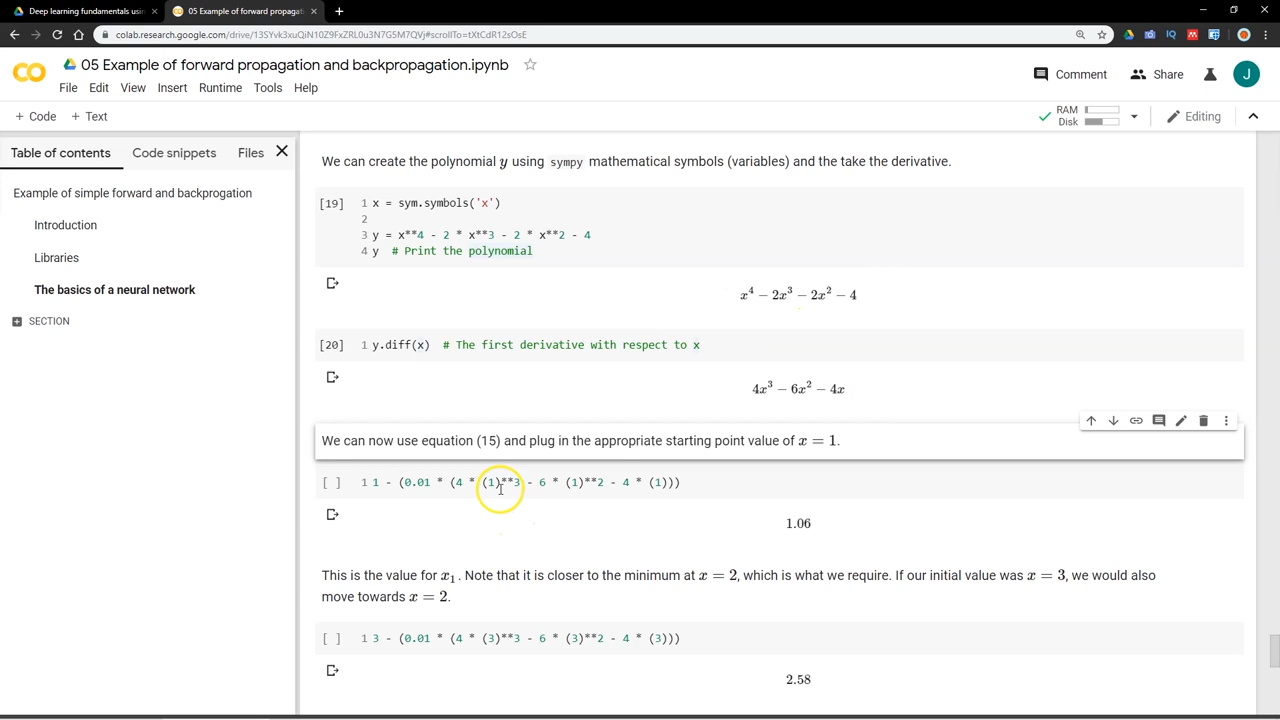 Deep learning fundamentals usin
05 Example of forward propagati
colab.research.google.com/drive/13SYvk3xuQj05n10Z9FxZRL0u3N7G5M7QVj#scrollTo=tXtCdR12sOsE
05 Example of forward propagation and backpropagation.ipynb
Comment
Share
J
File Edit View Insert Runtime Tools Help
+ Code + Text
RAM
Disk
Editing
Table of contents Code snippets Files
Example of simple forward and backprogation
Introduction
Libraries
The basics of a neural network
SECTION
We can create the polynomial y using sympy mathematical symbols (variables) and the take the derivative.
[19] 1 x = sym.symbols('x')
2
3 y = x**4 - 2 * x**3 - 2 * x**2 - 4
4 y # Print the polynomial
x⁴ − 2x³ − 2x² − 4
[20] 1 y.diff(x) # The first derivative with respect to x
4x³ − 6x² − 4x
We can now use equation (15) and plug in the appropriate starting point value of x = 1.
[ ] 1 1 - (0.01 * (4 * (1)**3 - 6 * (1)**2 - 4 * (1)))
1.06
This is the value for x₁. Note that it is closer to the minimum at x = 2, which is what we require. If our initial value was x = 3, we would also
move towards x = 2.
[ ] 1 3 - (0.01 * (4 * (3)**3 - 6 * (3)**2 - 4 * (3)))
2.58